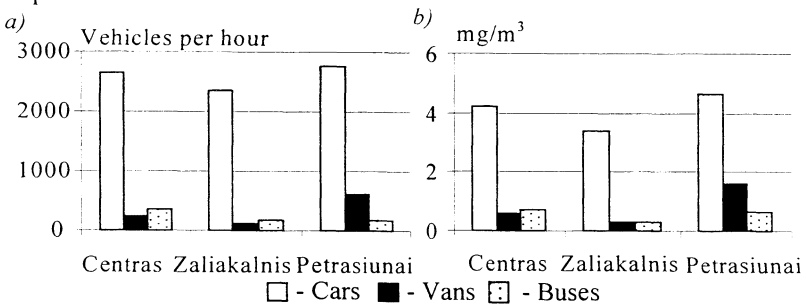 a)
Vehicles per hour
3000
2000
1000
0
Centras Zaliakalnis Petrasiunai
b)
mg/m³
6
4
2
0
Centras Zaliakalnis Petrasiunai
- Cars - Vans - Buses